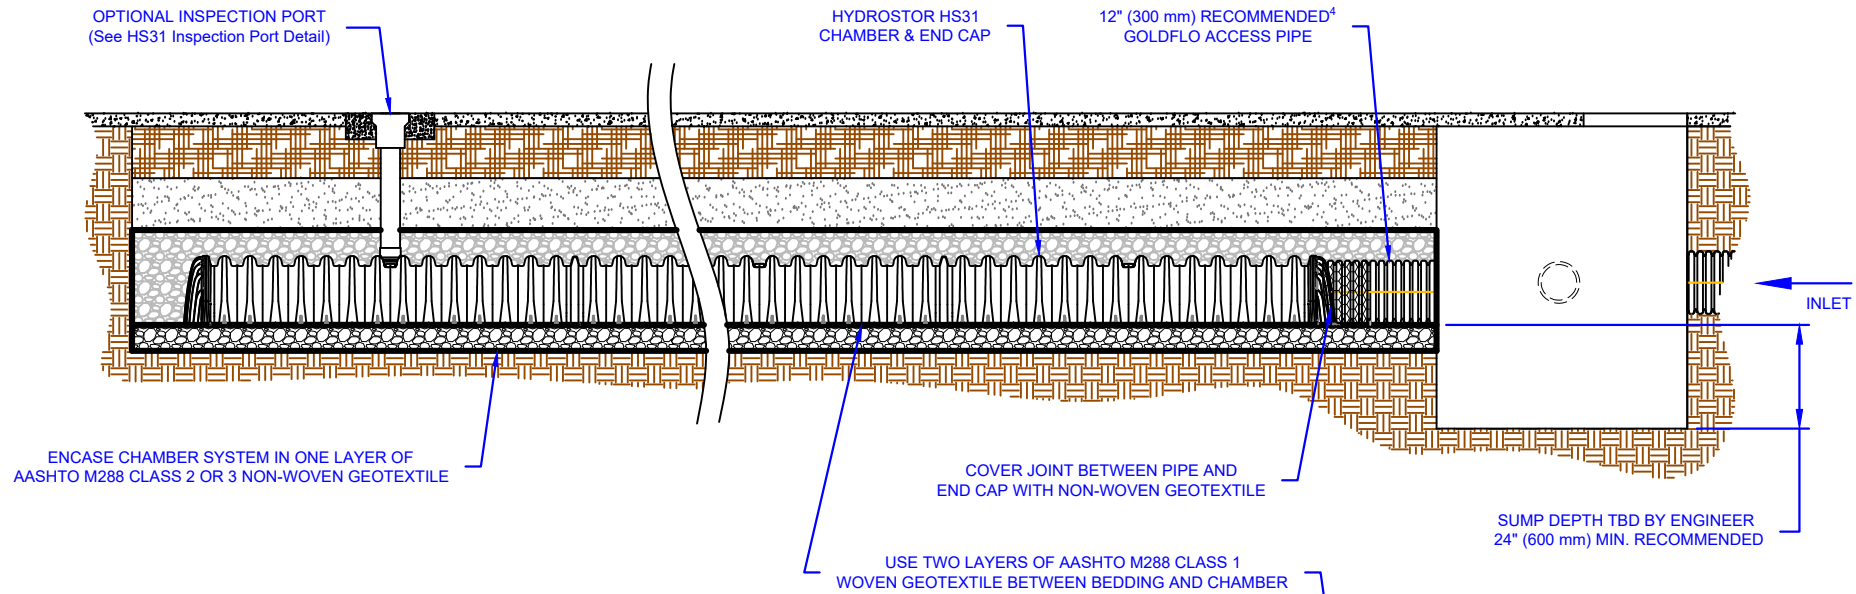 OPTIONAL INSPECTION PORT
(See HS31 Inspection Port Detail)
HYDROSTOR HS31
CHAMBER & END CAP
12" (300 mm) RECOMMENDED⁴
GOLDFLO ACCESS PIPE
INLET
ENCASE CHAMBER SYSTEM IN ONE LAYER OF
AASHTO M288 CLASS 2 OR 3 NON-WOVEN GEOTEXTILE
COVER JOINT BETWEEN PIPE AND
END CAP WITH NON-WOVEN GEOTEXTILE
SUMP DEPTH TBD BY ENGINEER
24" (600 mm) MIN. RECOMMENDED
USE TWO LAYERS OF AASHTO M288 CLASS 1
WOVEN GEOTEXTILE BETWEEN BEDDING AND CHAMBER